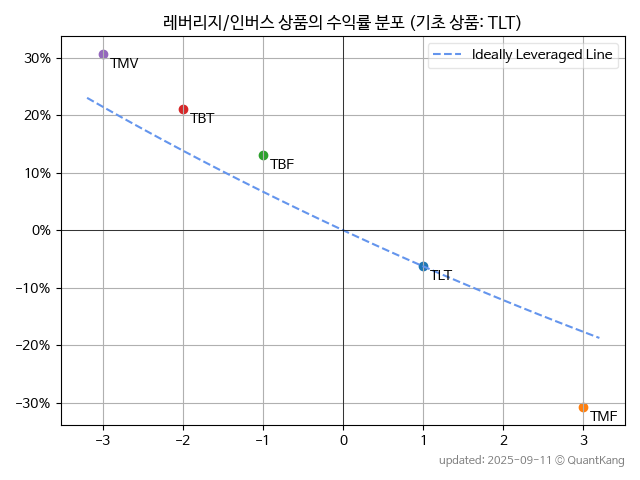 레버리지/인버스 상품의 수익률 분포 (기초 상품: TLT)
30%
20%
10%
0%
−10%
−20%
−30%
Ideally Leveraged Line
TMV
TBT
TBF
TLT
TMF
−3
−2
−1
0
1
2
3
updated: 2025-09-11 © QuantKang